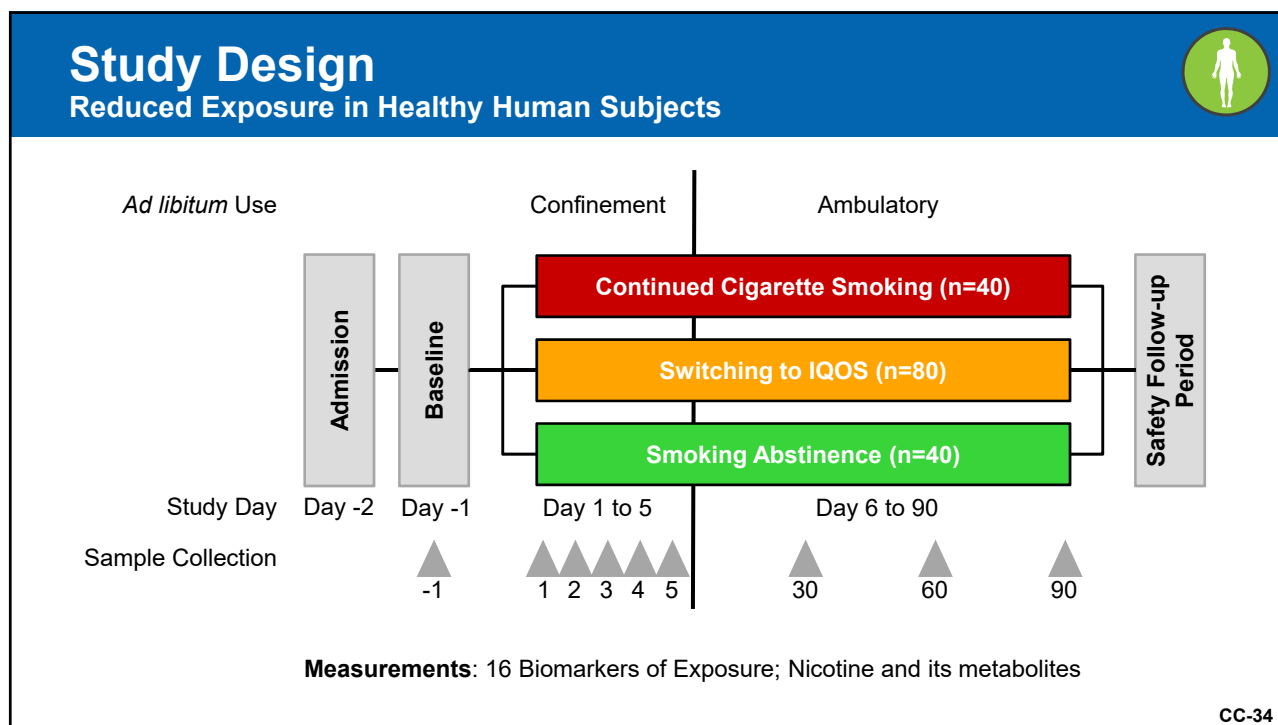 Study Design
Reduced Exposure in Healthy Human Subjects
Ad libitum Use
Confinement
Ambulatory
Admission
Baseline
Continued Cigarette Smoking (n=40)
Switching to IQOS (n=80)
Smoking Abstinence (n=40)
Safety Follow-up
Period
Study Day
Day -2
Day -1
Day 1 to 5
Day 6 to 90
Sample Collection
-1
1
2
3
4
5
30
60
90
Measurements: 16 Biomarkers of Exposure; Nicotine and its metabolites
CC-34